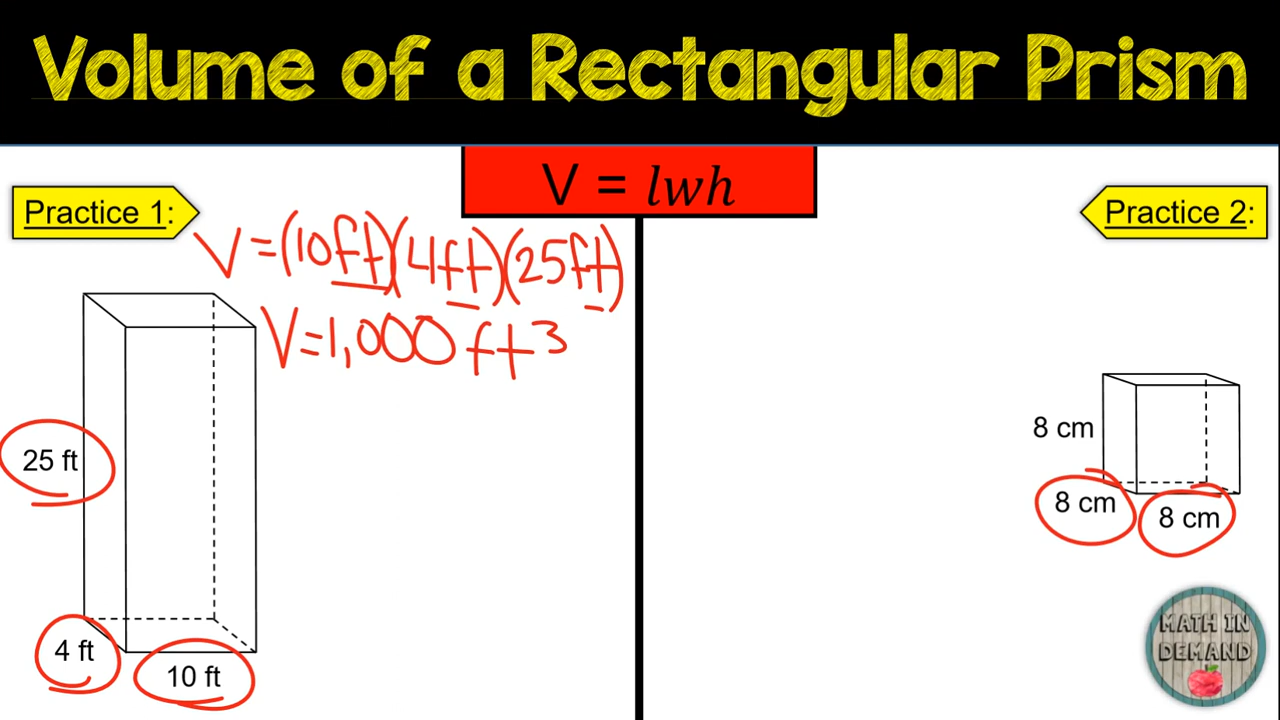 Volume of a Rectangular Prism
V = lwh
Practice 1:
V=(10ft)(4ft)(25ft)
V=1,000 ft³
25 ft
4 ft
10 ft
Practice 2:
8 cm
8 cm
8 cm
MATH IN
DEMAND